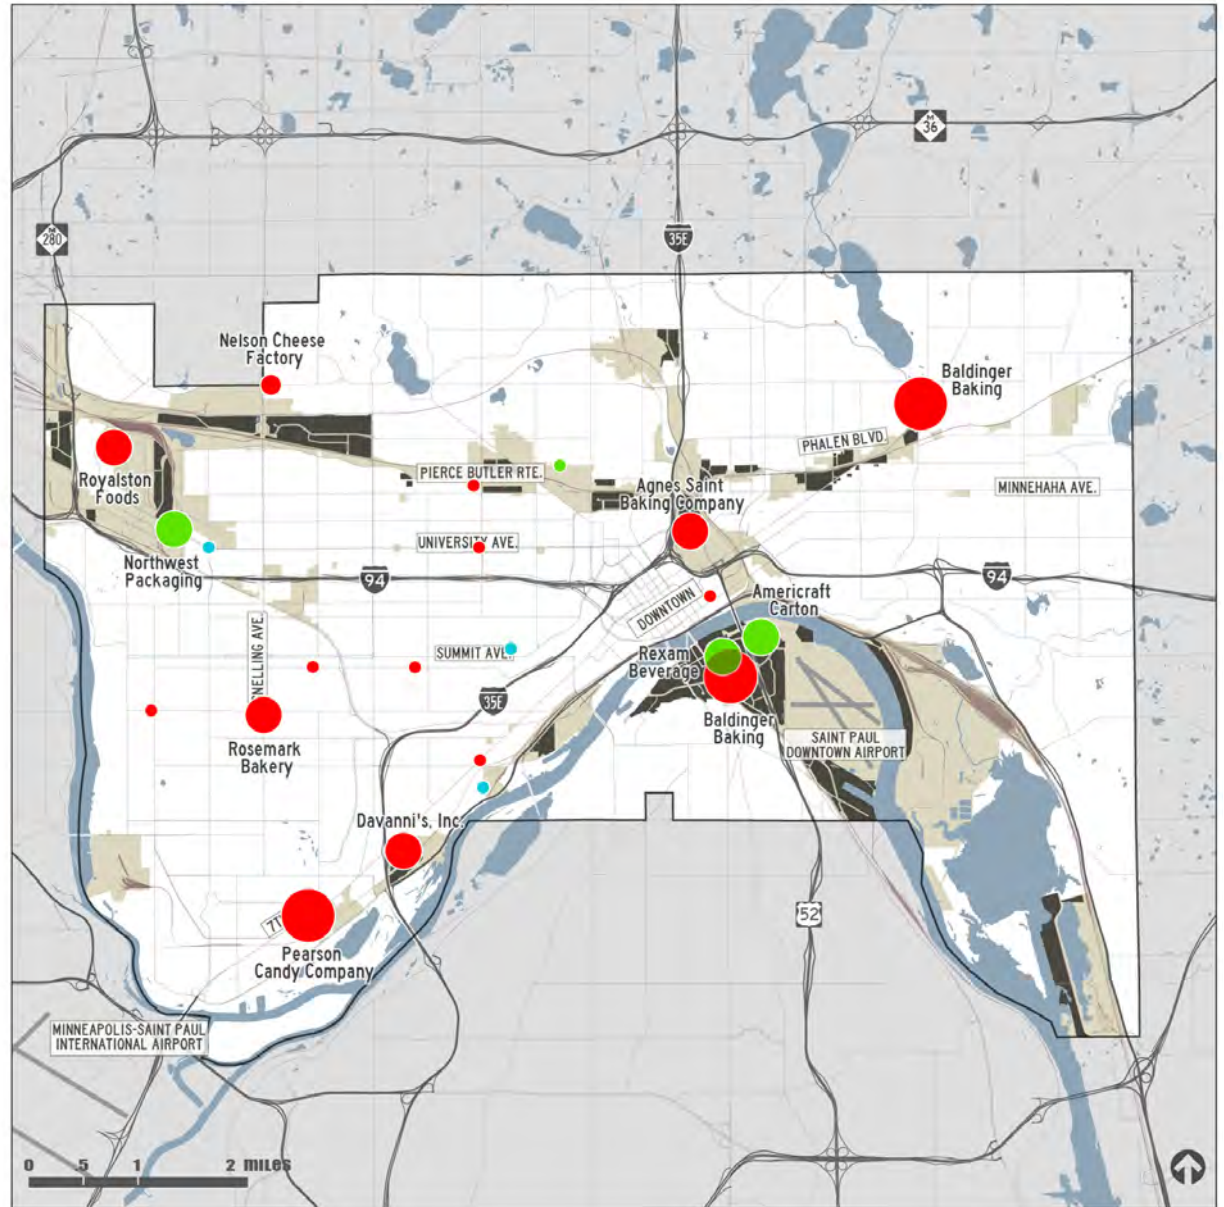 M
36
M
280
35E
Nelson Cheese
Factory
Baldinger
Baking
PHALEN BLVD.
Royalston
Foods
PIERCE BUTLER RTE.
Agnes Saint
Baking Company
MINNEHAHA AVE.
UNIVERSITY AVE.
Northwest
Packaging
94
94
DOWNTOWN
Americraft
Carton
SNELLING AVE.
SUMMIT AVE.
Rexam
Beverage
35E
Rosemark
Bakery
Baldinger
Baking
SAINT PAUL
DOWNTOWN AIRPORT
Davanni's, Inc.
7T
52
Pearson
Candy Company
MINNEAPOLIS-SAINT PAUL
INTERNATIONAL AIRPORT
0 .5 1 2 MILES